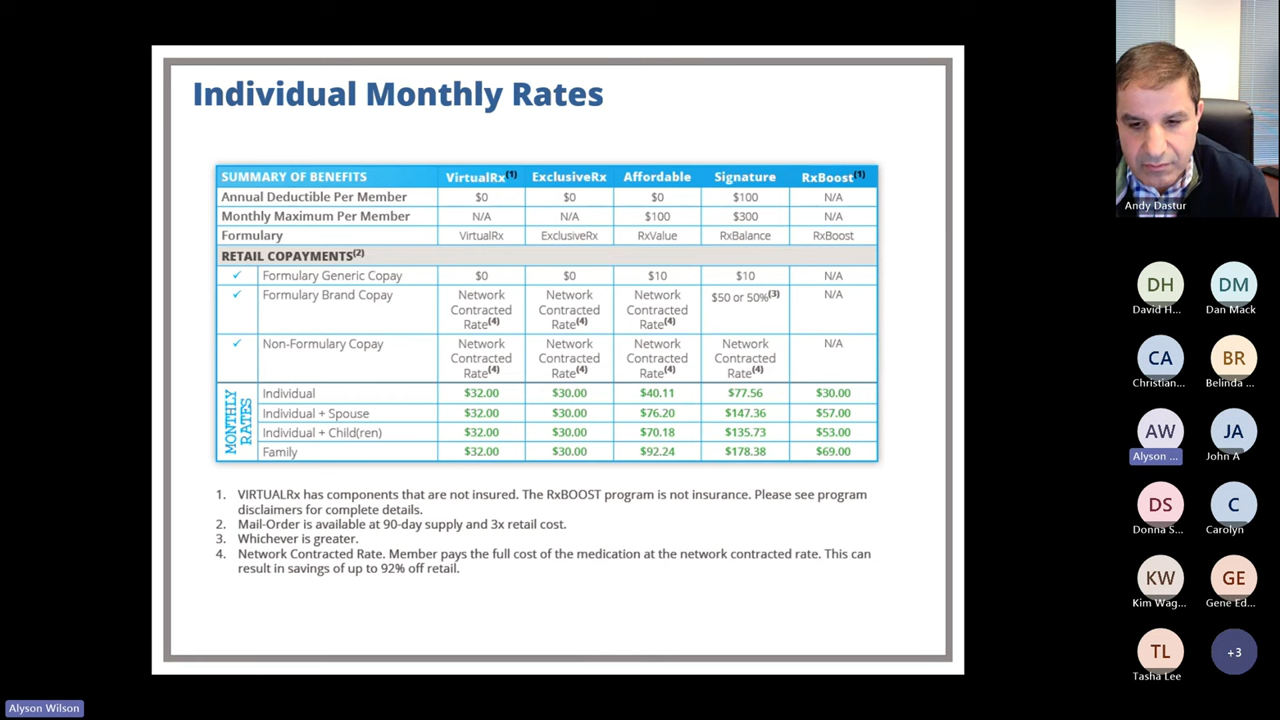 Individual Monthly Rates
SUMMARY OF BENEFITS VirtualRx(1) ExclusiveRx Affordable Signature RxBoost(1)
Annual Deductible Per Member $0 $0 $0 $100 N/A
Monthly Maximum Per Member N/A N/A $100 $300 N/A
Formulary VirtualRx ExclusiveRx RxValue RxBalance RxBoost
RETAIL COPAYMENTS(2)
✓ Formulary Generic Copay $0 $0 $10 $10 N/A
✓ Formulary Brand Copay Network Network Network $50 or 50%(3) N/A
Contracted Contracted Contracted
Rate(4) Rate(4) Rate(4)
✓ Non-Formulary Copay Network Network Network Network N/A
Contracted Contracted Contracted Contracted
Rate(4) Rate(4) Rate(4) Rate(4)
MONTHLY
RATES
Individual $32.00 $30.00 $40.11 $77.56 $30.00
Individual + Spouse $32.00 $30.00 $76.20 $147.36 $57.00
Individual + Child(ren) $32.00 $30.00 $70.18 $135.73 $53.00
Family $32.00 $30.00 $92.24 $178.38 $69.00
1. VIRTUALRx has components that are not insured. The RxBOOST program is not insurance. Please see program
disclaimers for complete details.
2. Mail-Order is available at 90-day supply and 3x retail cost.
3. Whichever is greater.
4. Network Contracted Rate. Member pays the full cost of the medication at the network contracted rate. This can
result in savings of up to 92% off retail.
Andy Dastur
DH DM
David H... Dan Mack
CA BR
Christian... Belinda ...
AW JA
Alyson ... John A
DS C
Donna S... Carolyn
KW GE
Kim Wag... Gene Ed...
TL +3
Tasha Lee
Alyson Wilson